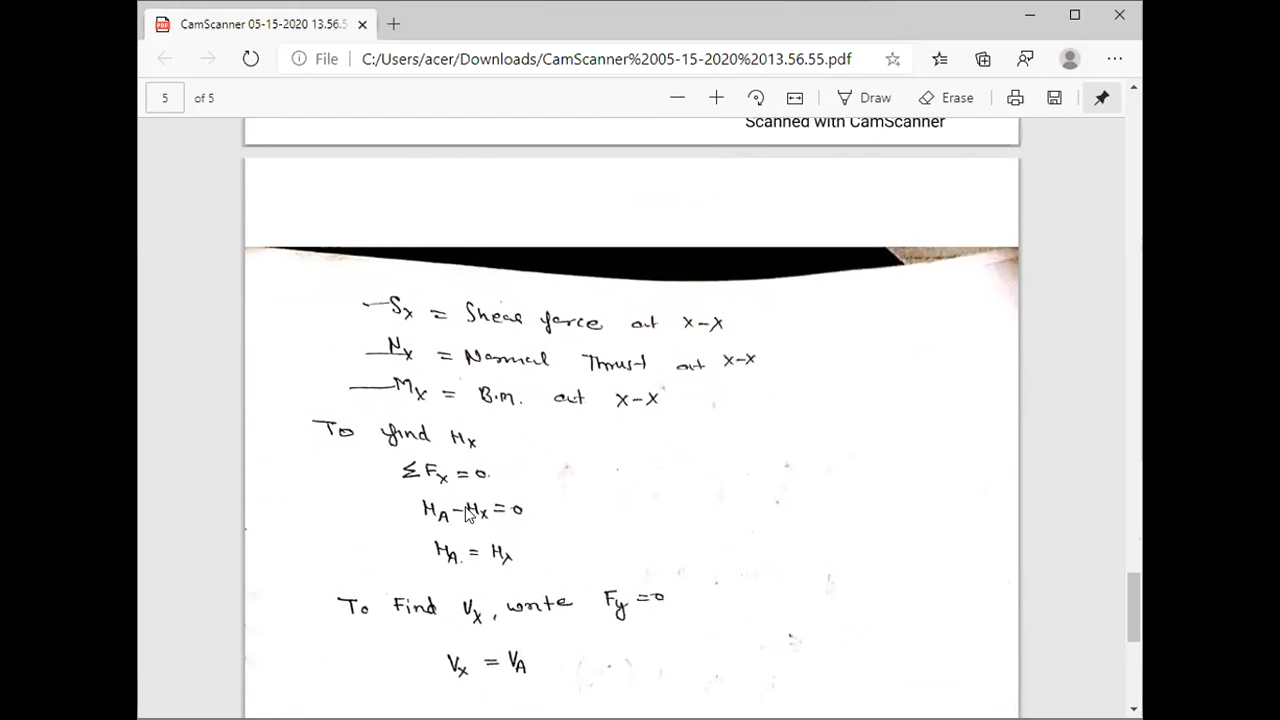 CamScanner 05-15-2020 13.56.5
File C:/Users/acer/Downloads/CamScanner%2005-15-2020%2013.56.55.pdf
5 of 5 Draw Erase
Scanned with CamScanner
Sx = Shear force at x-x
Nx = Normal Thrust at x-x
Mx = B.M. at x-x
To find Hx
ΣFx = 0.
HA - Hx = 0
HA. = Hx
To Find Vx, write Fy = 0
Vx = VA